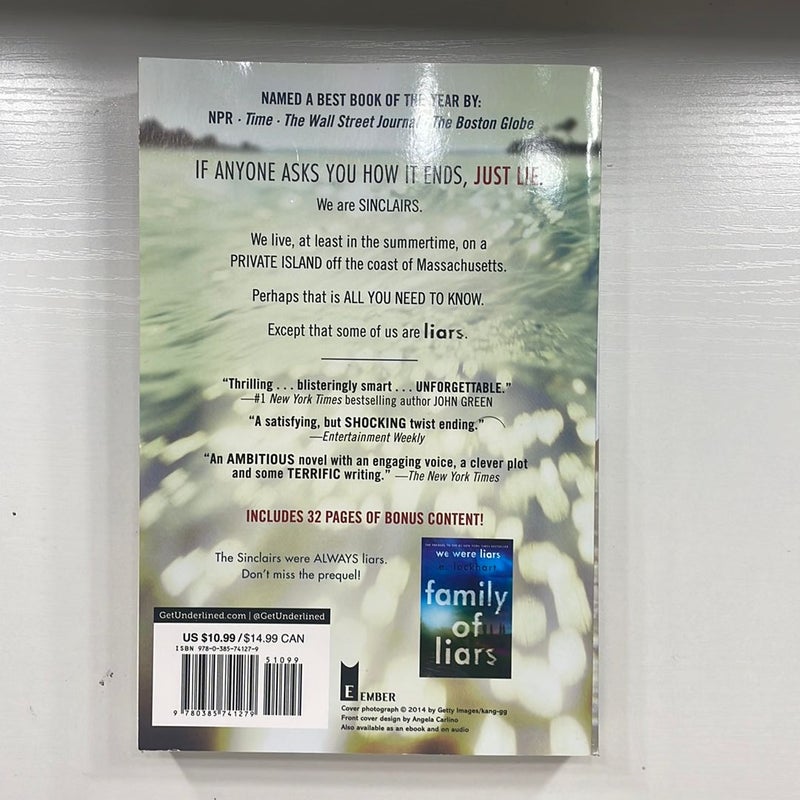 NAMED A BEST BOOK OF THE YEAR BY:
NPR · Time · The Wall Street Journal · The Boston Globe
IF ANYONE ASKS YOU HOW IT ENDS, JUST LIE.
We are SINCLAIRS.
We live, at least in the summertime, on a
PRIVATE ISLAND off the coast of Massachusetts.
Perhaps that is ALL YOU NEED TO KNOW.
Except that some of us are liars.
“Thrilling . . . blisteringly smart . . . UNFORGETTABLE.”
—#1 New York Times bestselling author JOHN GREEN
“A satisfying, but SHOCKING twist ending.”
—Entertainment Weekly
“An AMBITIOUS novel with an engaging voice, a clever plot
and some TERRIFIC writing.” —The New York Times
INCLUDES 32 PAGES OF BONUS CONTENT!
The Sinclairs were ALWAYS liars.
Don’t miss the prequel!
we were liars
e. lockhart
family
of
liars
GetUnderlined.com | @GetUnderlined
US $10.99 / $14.99 CAN
ISBN 978-0-385-74127-9
51099
9 780385 741279
E EMBER
Cover photograph © 2014 by Getty Images/kang-gg
Front cover design by Angela Carlino
Also available as an ebook and on audio